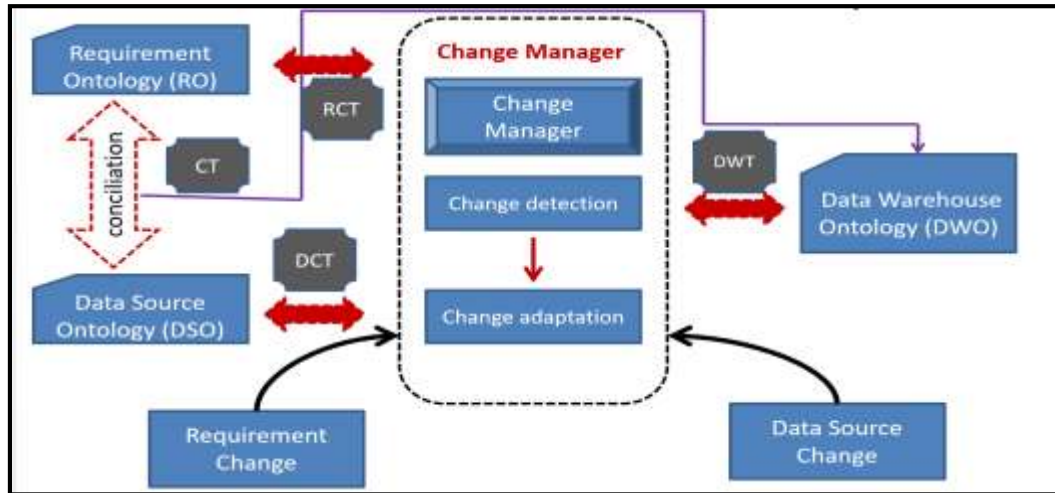 Requirement
Ontology (RO)
RCT
CT
conciliation
DCT
Data Source
Ontology (DSO)
Change Manager
Change
Manager
Change detection
Change adaptation
DWT
Data Warehouse
Ontology (DWO)
Requirement
Change
Data Source
Change